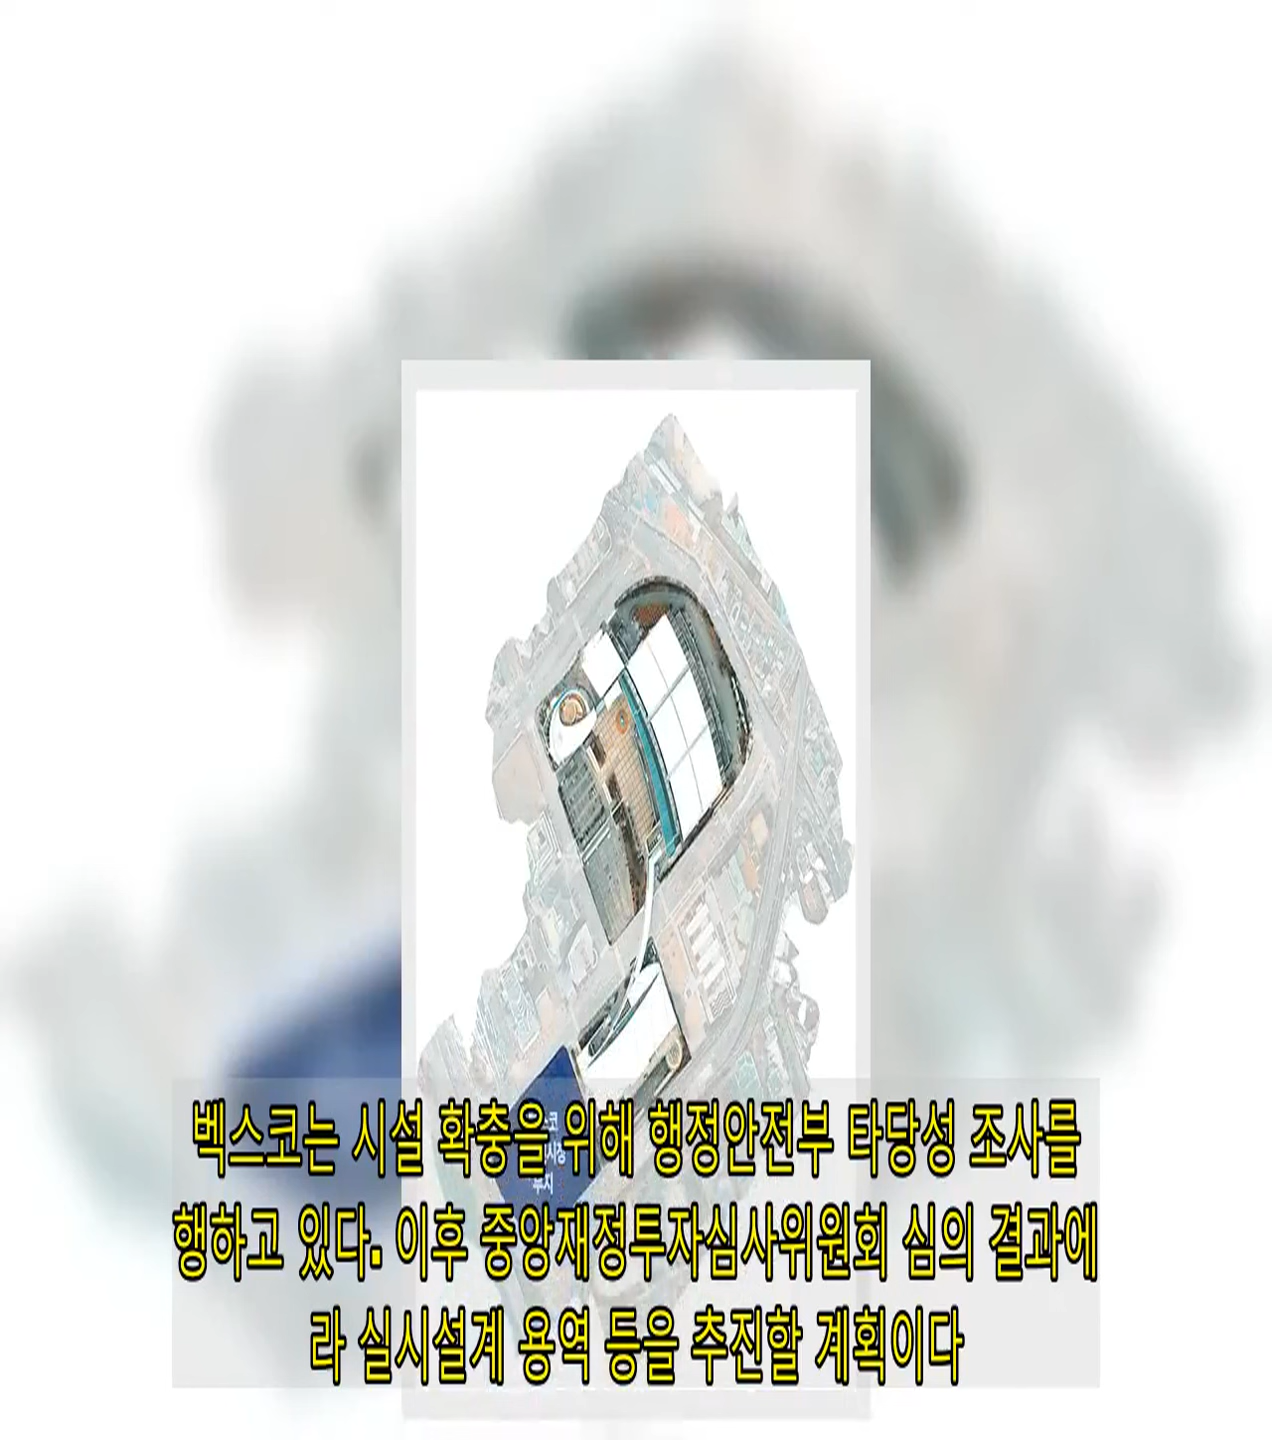 벡스코는 시설 확충을 위해 행정안전부 타당성 조사를
행하고 있다. 이후 중앙재정투자심사위원회 심의 결과에
라 실시설계 용역 등을 추진할 계획이다
부지